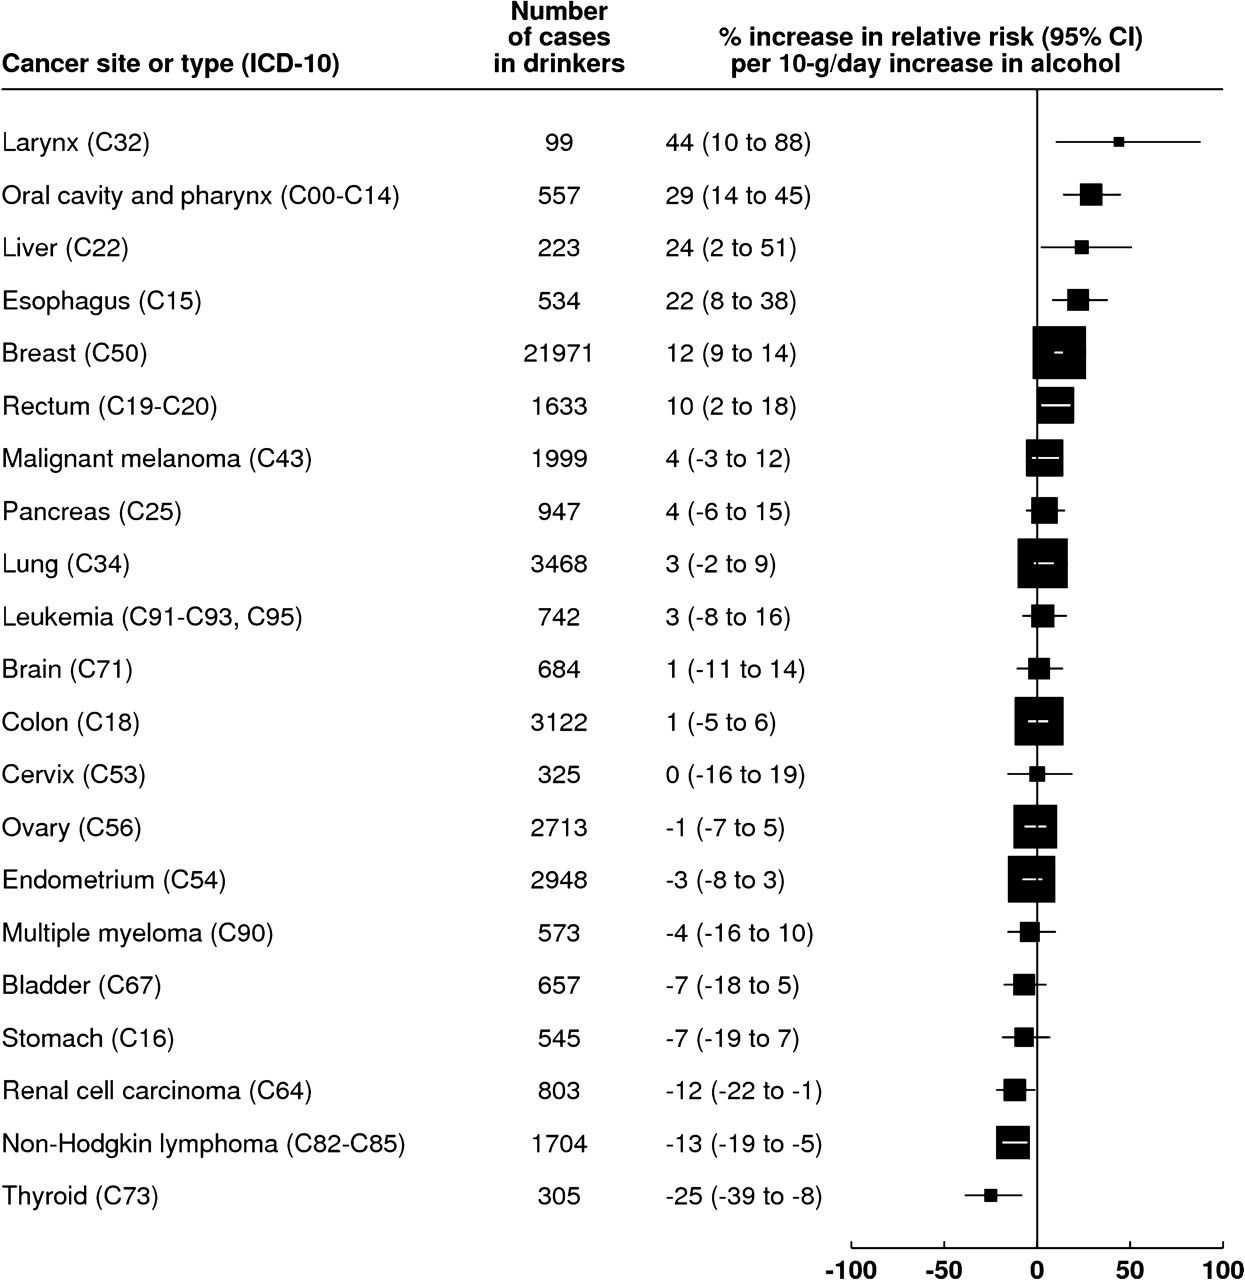 Number
of cases
in drinkers
% increase in relative risk (95% CI)
per 10-g/day increase in alcohol
Cancer site or type (ICD-10)
Larynx (C32) 99 44 (10 to 88)
Oral cavity and pharynx (C00-C14) 557 29 (14 to 45)
Liver (C22) 223 24 (2 to 51)
Esophagus (C15) 534 22 (8 to 38)
Breast (C50) 21971 12 (9 to 14)
Rectum (C19-C20) 1633 10 (2 to 18)
Malignant melanoma (C43) 1999 4 (-3 to 12)
Pancreas (C25) 947 4 (-6 to 15)
Lung (C34) 3468 3 (-2 to 9)
Leukemia (C91-C93, C95) 742 3 (-8 to 16)
Brain (C71) 684 1 (-11 to 14)
Colon (C18) 3122 1 (-5 to 6)
Cervix (C53) 325 0 (-16 to 19)
Ovary (C56) 2713 -1 (-7 to 5)
Endometrium (C54) 2948 -3 (-8 to 3)
Multiple myeloma (C90) 573 -4 (-16 to 10)
Bladder (C67) 657 -7 (-18 to 5)
Stomach (C16) 545 -7 (-19 to 7)
Renal cell carcinoma (C64) 803 -12 (-22 to -1)
Non-Hodgkin lymphoma (C82-C85) 1704 -13 (-19 to -5)
Thyroid (C73) 305 -25 (-39 to -8)
-100 -50 0 50 100